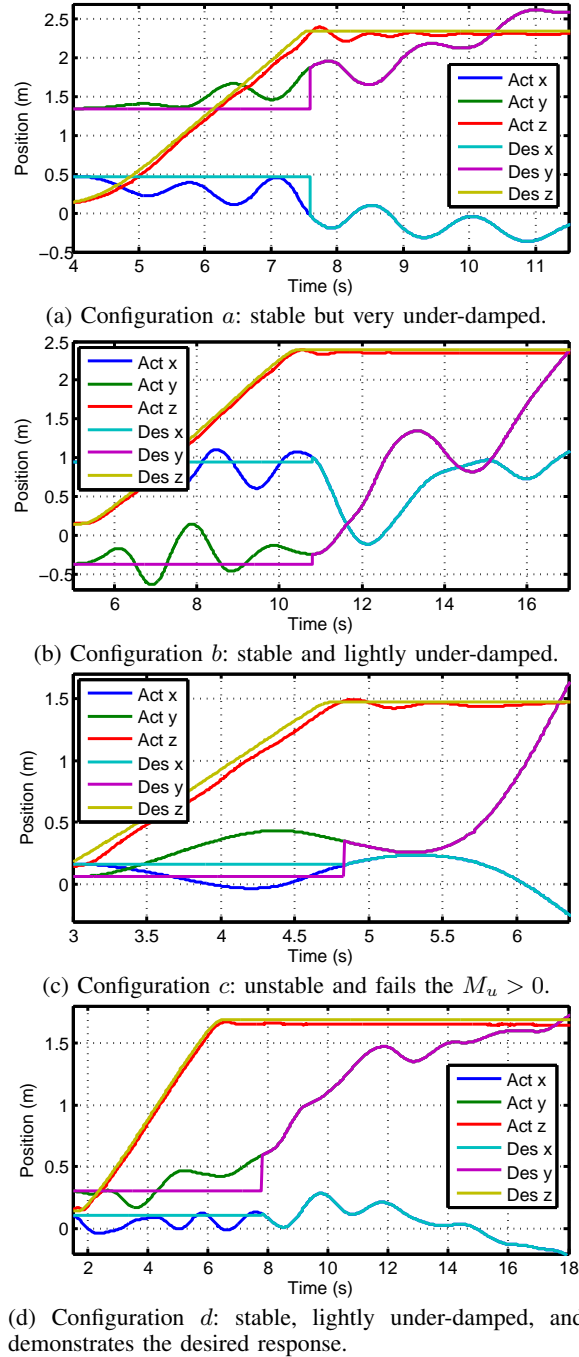 2.5
2
1.5
1
0.5
0
−0.5
Position (m)
Act x
Act y
Act z
Des x
Des y
Des z
4 5 6 7 8 9 10 11
Time (s)
(a) Configuration a: stable but very under-damped.
2.5
2
1.5
1
0.5
0
−0.5
Position (m)
Act x
Act y
Act z
Des x
Des y
Des z
6 8 10 12 14 16
Time (s)
(b) Configuration b: stable and lightly under-damped.
1.5
1
0.5
0
Position (m)
Act x
Act y
Act z
Des x
Des y
Des z
3 3.5 4 4.5 5 5.5 6
Time (s)
(c) Configuration c: unstable and fails the M_u > 0.
1.5
1
0.5
0
Position (m)
Act x
Act y
Act z
Des x
Des y
Des z
2 4 6 8 10 12 14 16 18
Time (s)
(d) Configuration d: stable, lightly under-damped, and
demonstrates the desired response.